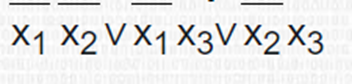 x̅₁ x̅₂ ∨ x̅₁ x₃ ∨ x̅₂ x₃